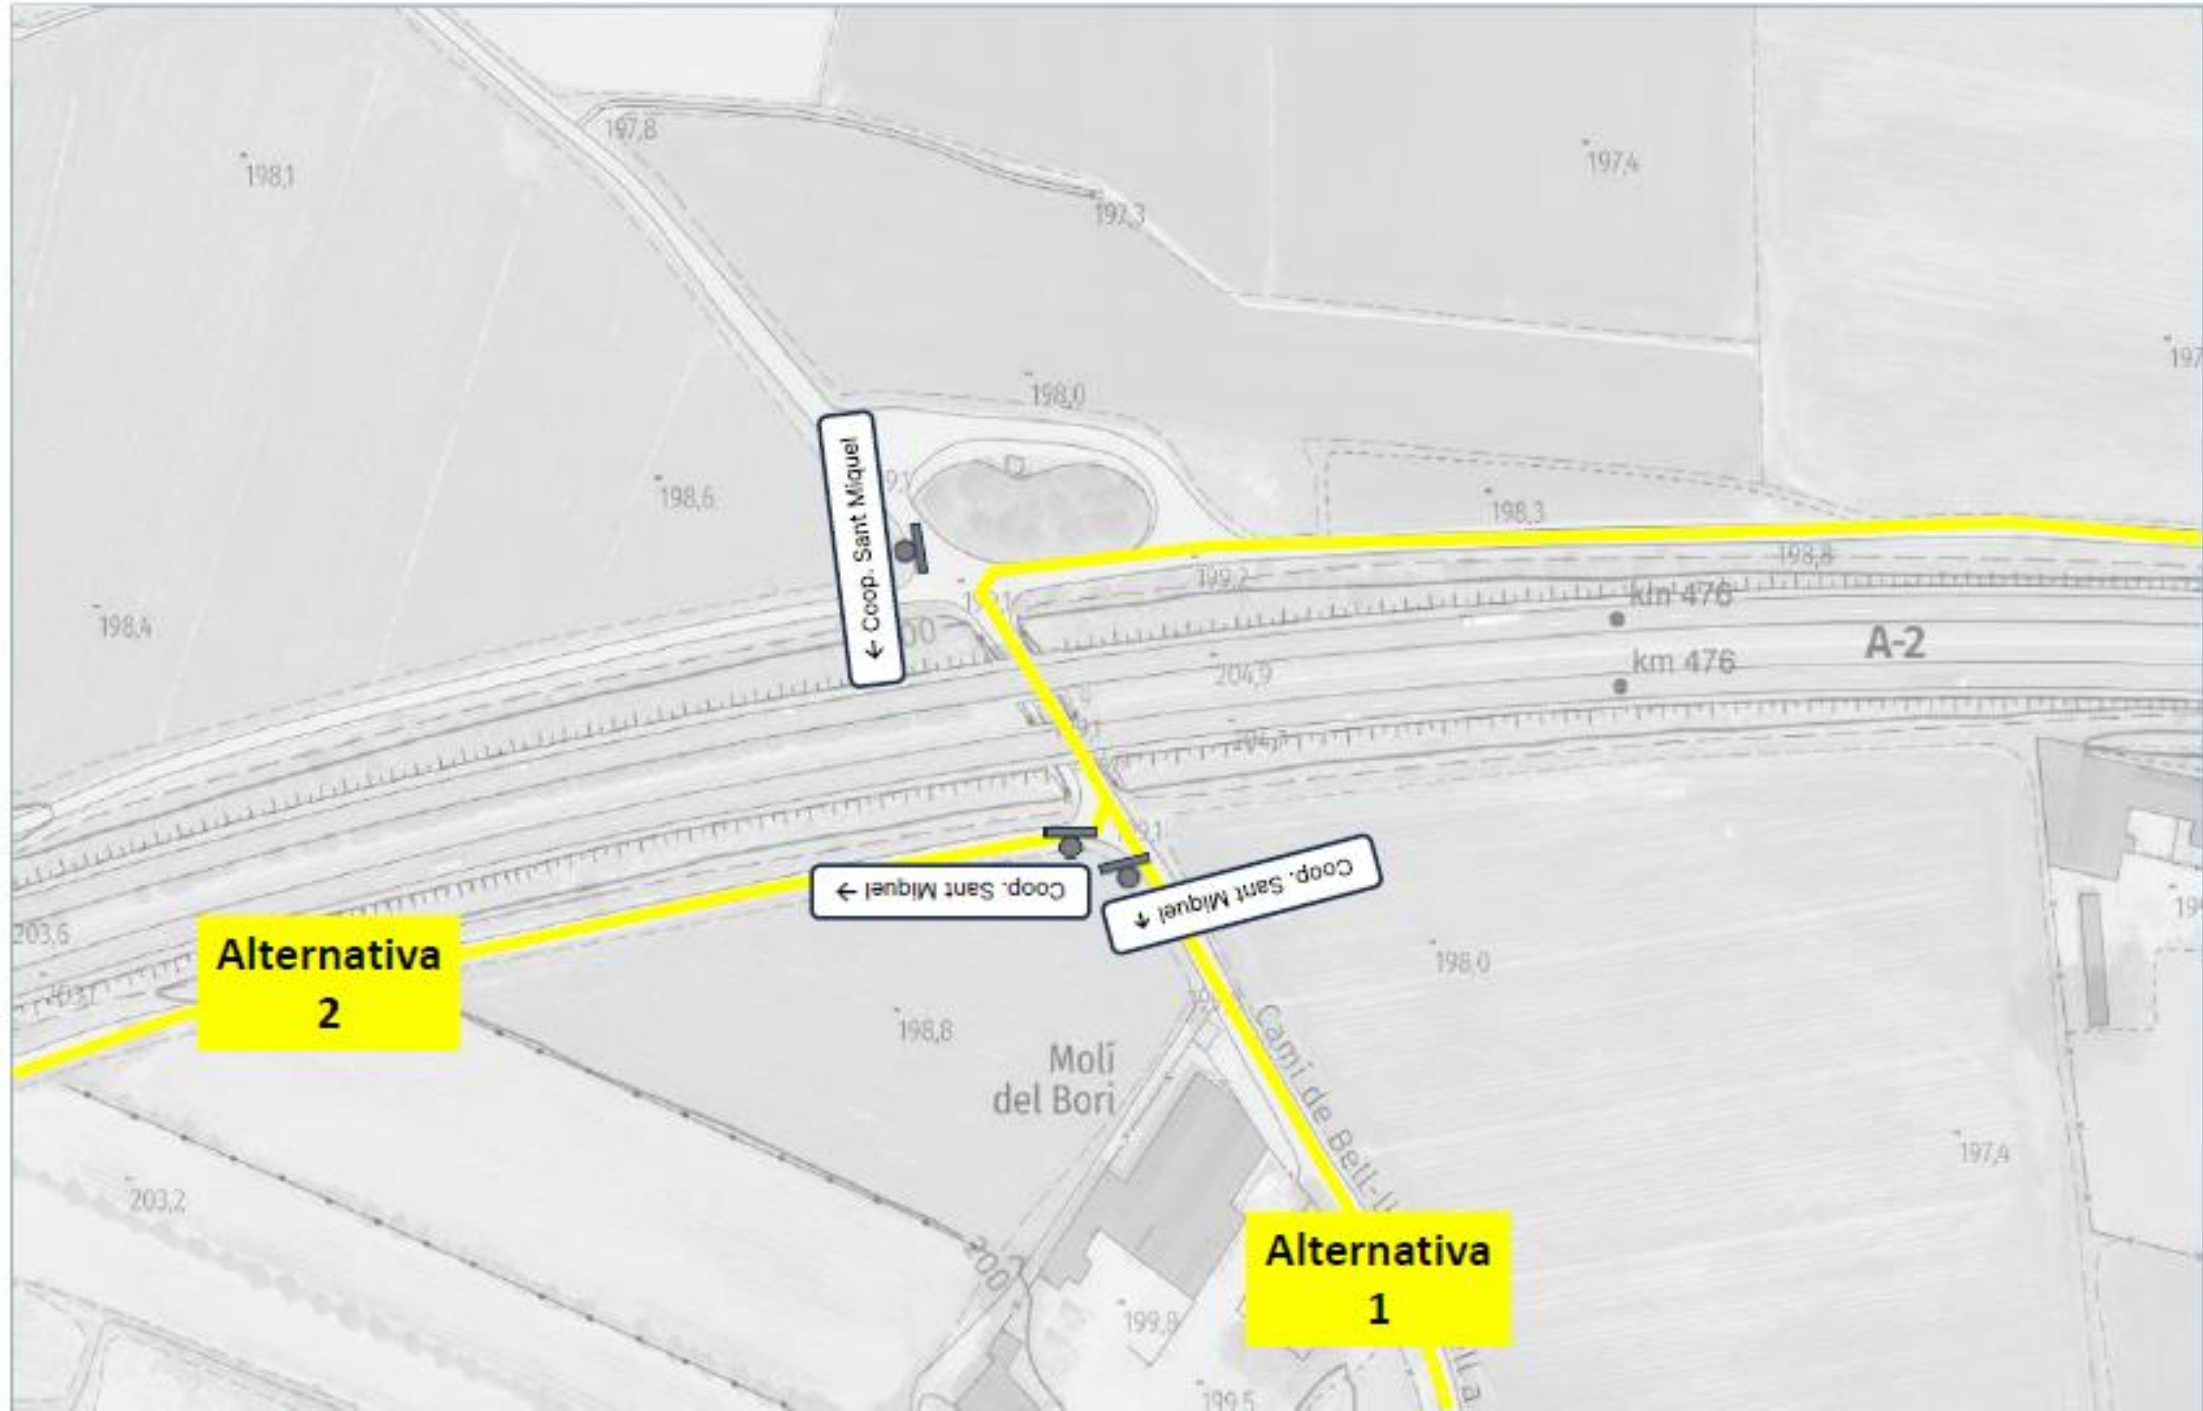 197,8
198,1
197,4
197,3
197
198,0
← Coop. Sant Miquel
198,6
198,3
198,8
199,2
km 476
198,4
A-2
km 476
204,9
Coop. Sant Miquel →
Coop. Sant Miquel ↑
203,6
Alternativa
2
198,0
198,8
Molí
del Bori
Camí de Bell-ll
197,4
203,2
Alternativa
1
200
199,8
199,5